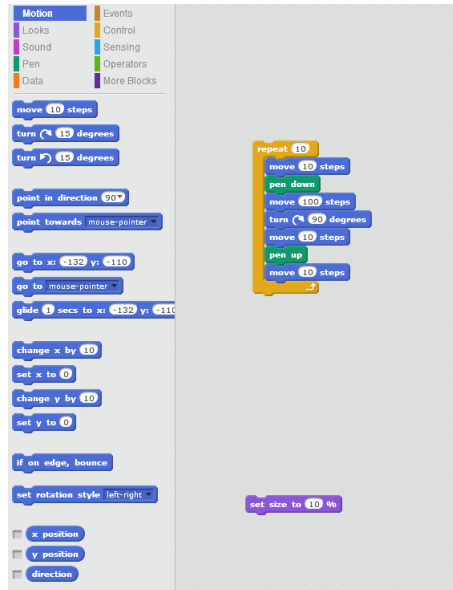 Motion
Events
Looks
Control
Sound
Sensing
Pen
Operators
Data
More Blocks
move 10 steps
turn 15 degrees
turn 15 degrees
point in direction 90
point towards mouse-pointer
go to x: -132 y: -110
go to mouse-pointer
glide 1 secs to x: -132 y: -110
change x by 10
set x to 0
change y by 10
set y to 0
if on edge, bounce
set rotation style left-right
x position
y position
direction
repeat 10
move 10 steps
pen down
move 100 steps
turn 90 degrees
move 10 steps
pen up
move 10 steps
set size to 10 %